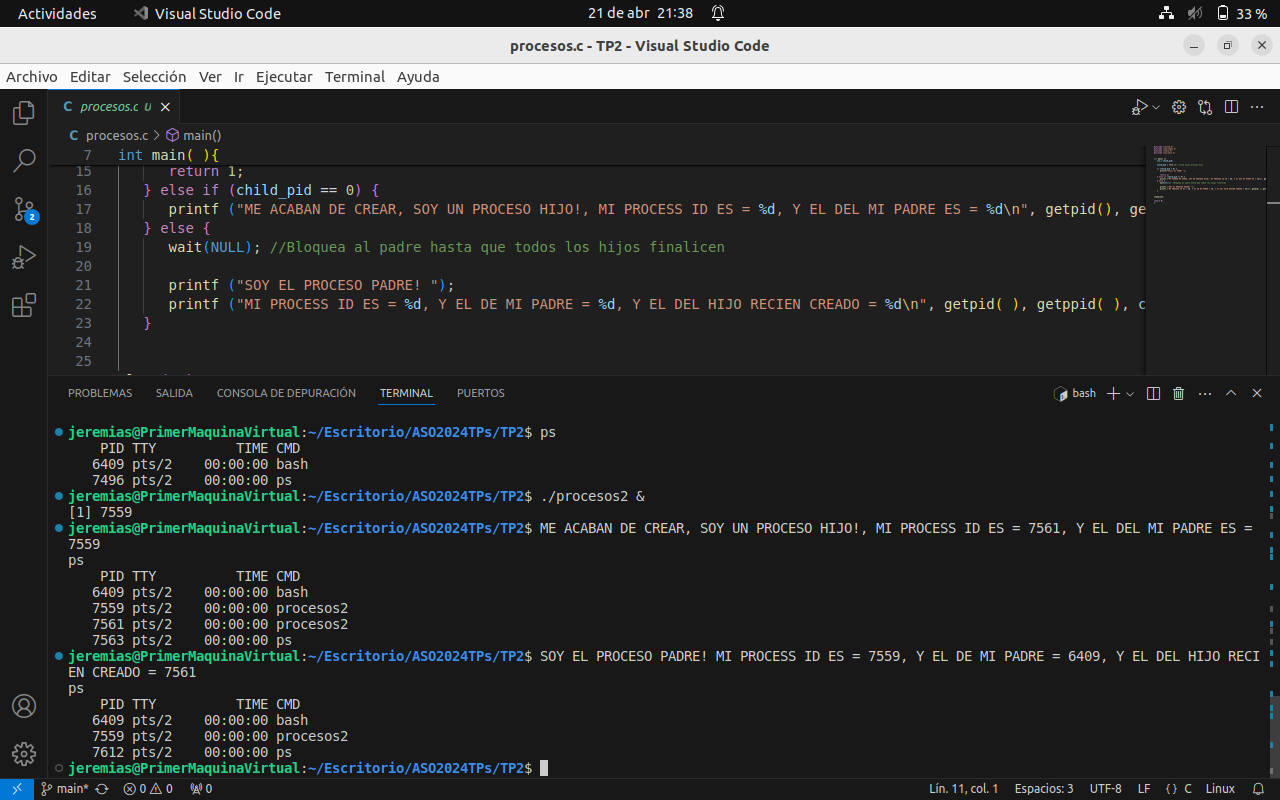 Actividades Visual Studio Code 21 de abr 21:38 33 %
procesos.c - TP2 - Visual Studio Code
Archivo Editar Selección Ver Ir Ejecutar Terminal Ayuda
C procesos.c U
C procesos.c > main()
7 int main( ){
15 return 1;
16 } else if (child_pid == 0) {
17 printf ("ME ACABAN DE CREAR, SOY UN PROCESO HIJO!, MI PROCESS ID ES = %d, Y EL DEL MI PADRE ES = %d\n", getpid(), ge
18 } else {
19 wait(NULL); //Bloquea al padre hasta que todos los hijos finalicen
20
21 printf ("SOY EL PROCESO PADRE! ");
22 printf ("MI PROCESS ID ES = %d, Y EL DE MI PADRE = %d, Y EL DEL HIJO RECIEN CREADO = %d\n", getpid( ), getppid( ), c
23 }
24
25
2
PROBLEMAS SALIDA CONSOLA DE DEPURACIÓN TERMINAL PUERTOS bash
jeremias@PrimerMaquinaVirtual:~/Escritorio/ASO2024TPs/TP2$ ps
PID TTY TIME CMD
6409 pts/2 00:00:00 bash
7496 pts/2 00:00:00 ps
jeremias@PrimerMaquinaVirtual:~/Escritorio/ASO2024TPs/TP2$ ./procesos2 &
[1] 7559
jeremias@PrimerMaquinaVirtual:~/Escritorio/ASO2024TPs/TP2$ ME ACABAN DE CREAR, SOY UN PROCESO HIJO!, MI PROCESS ID ES = 7561, Y EL DEL MI PADRE ES =
7559
ps
PID TTY TIME CMD
6409 pts/2 00:00:00 bash
7559 pts/2 00:00:00 procesos2
7561 pts/2 00:00:00 procesos2
7563 pts/2 00:00:00 ps
jeremias@PrimerMaquinaVirtual:~/Escritorio/ASO2024TPs/TP2$ SOY EL PROCESO PADRE! MI PROCESS ID ES = 7559, Y EL DE MI PADRE = 6409, Y EL DEL HIJO RECI
EN CREADO = 7561
ps
PID TTY TIME CMD
6409 pts/2 00:00:00 bash
7559 pts/2 00:00:00 procesos2
7612 pts/2 00:00:00 ps
jeremias@PrimerMaquinaVirtual:~/Escritorio/ASO2024TPs/TP2$
main* 0 0 0 Lín. 11, col. 1 Espacios: 3 UTF-8 LF {} C Linux